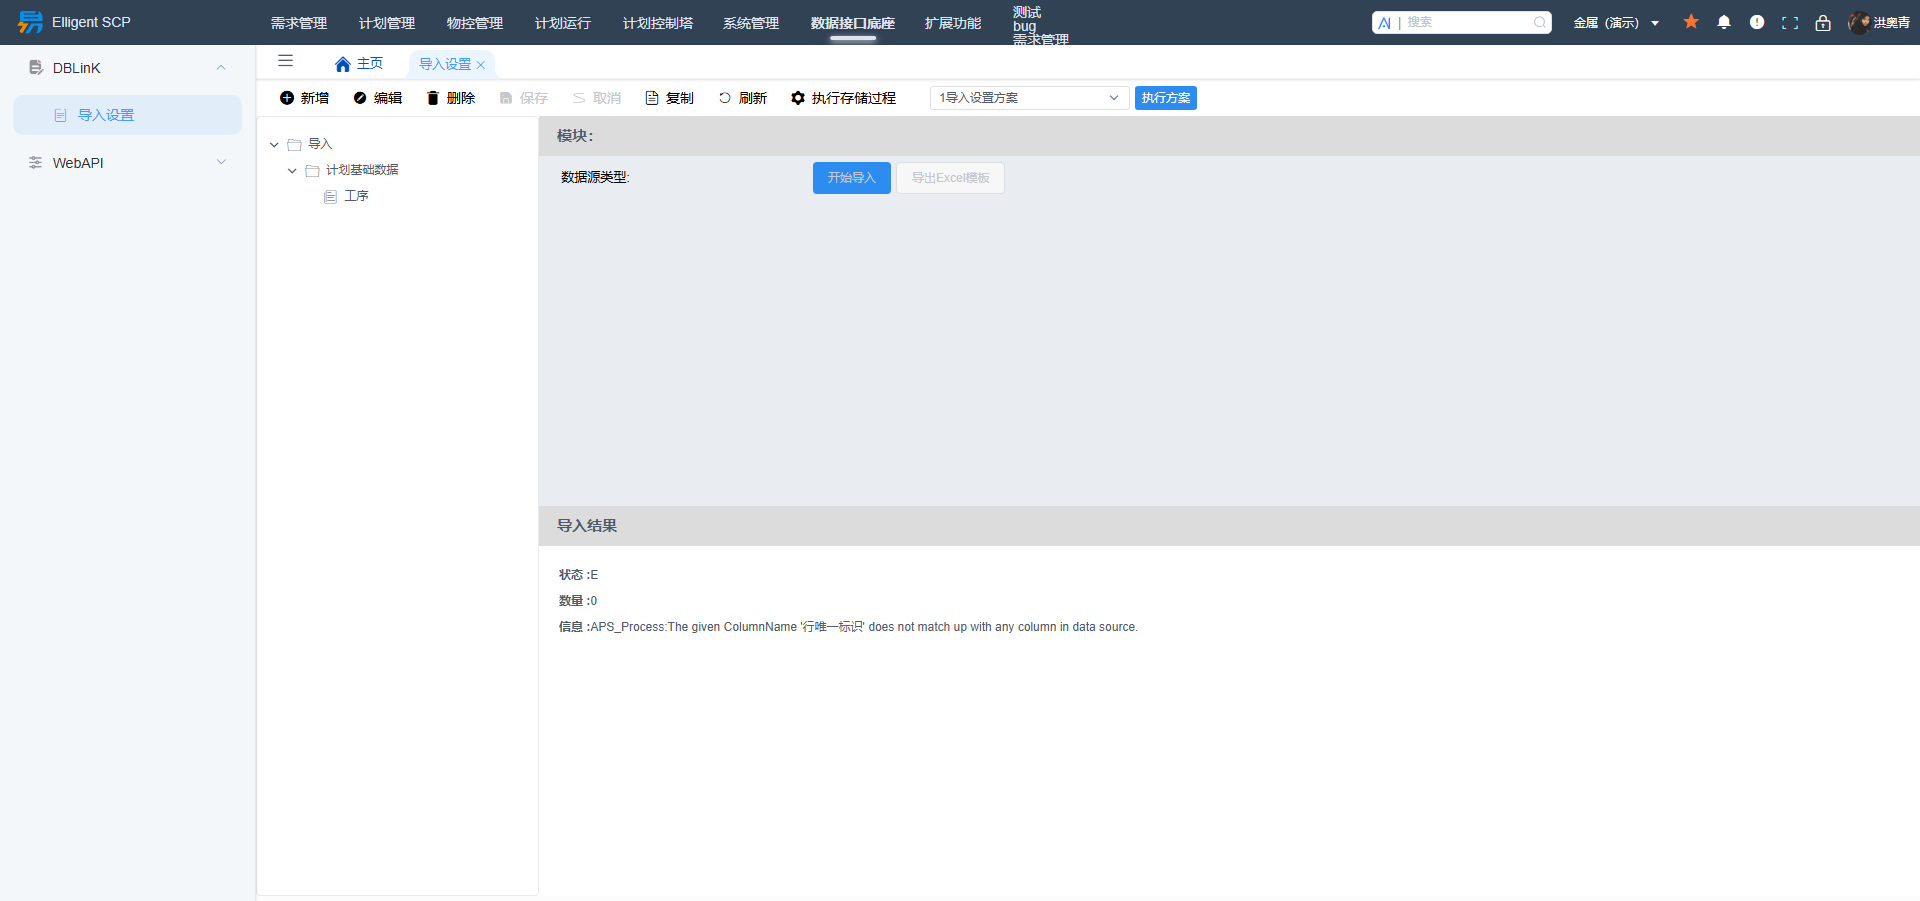 Elligent SCP
需求管理 计划管理 物控管理 计划运行 计划控制塔 系统管理 数据接口底座 扩展功能 测试
bug
需求管理
AI | 搜索
金属（演示）
洪奥青
DBLinK
导入设置
WebAPI
主页 导入设置
新增 编辑 删除 保存 取消 复制 刷新 执行存储过程 1导入设置方案 执行方案
导入
计划基础数据
工序
模块：
数据源类型: 开始导入 导出Excel模板
导入结果
状态 :E
数量 :0
信息 :APS_Process:The given ColumnName '行唯一标识' does not match up with any column in data source.